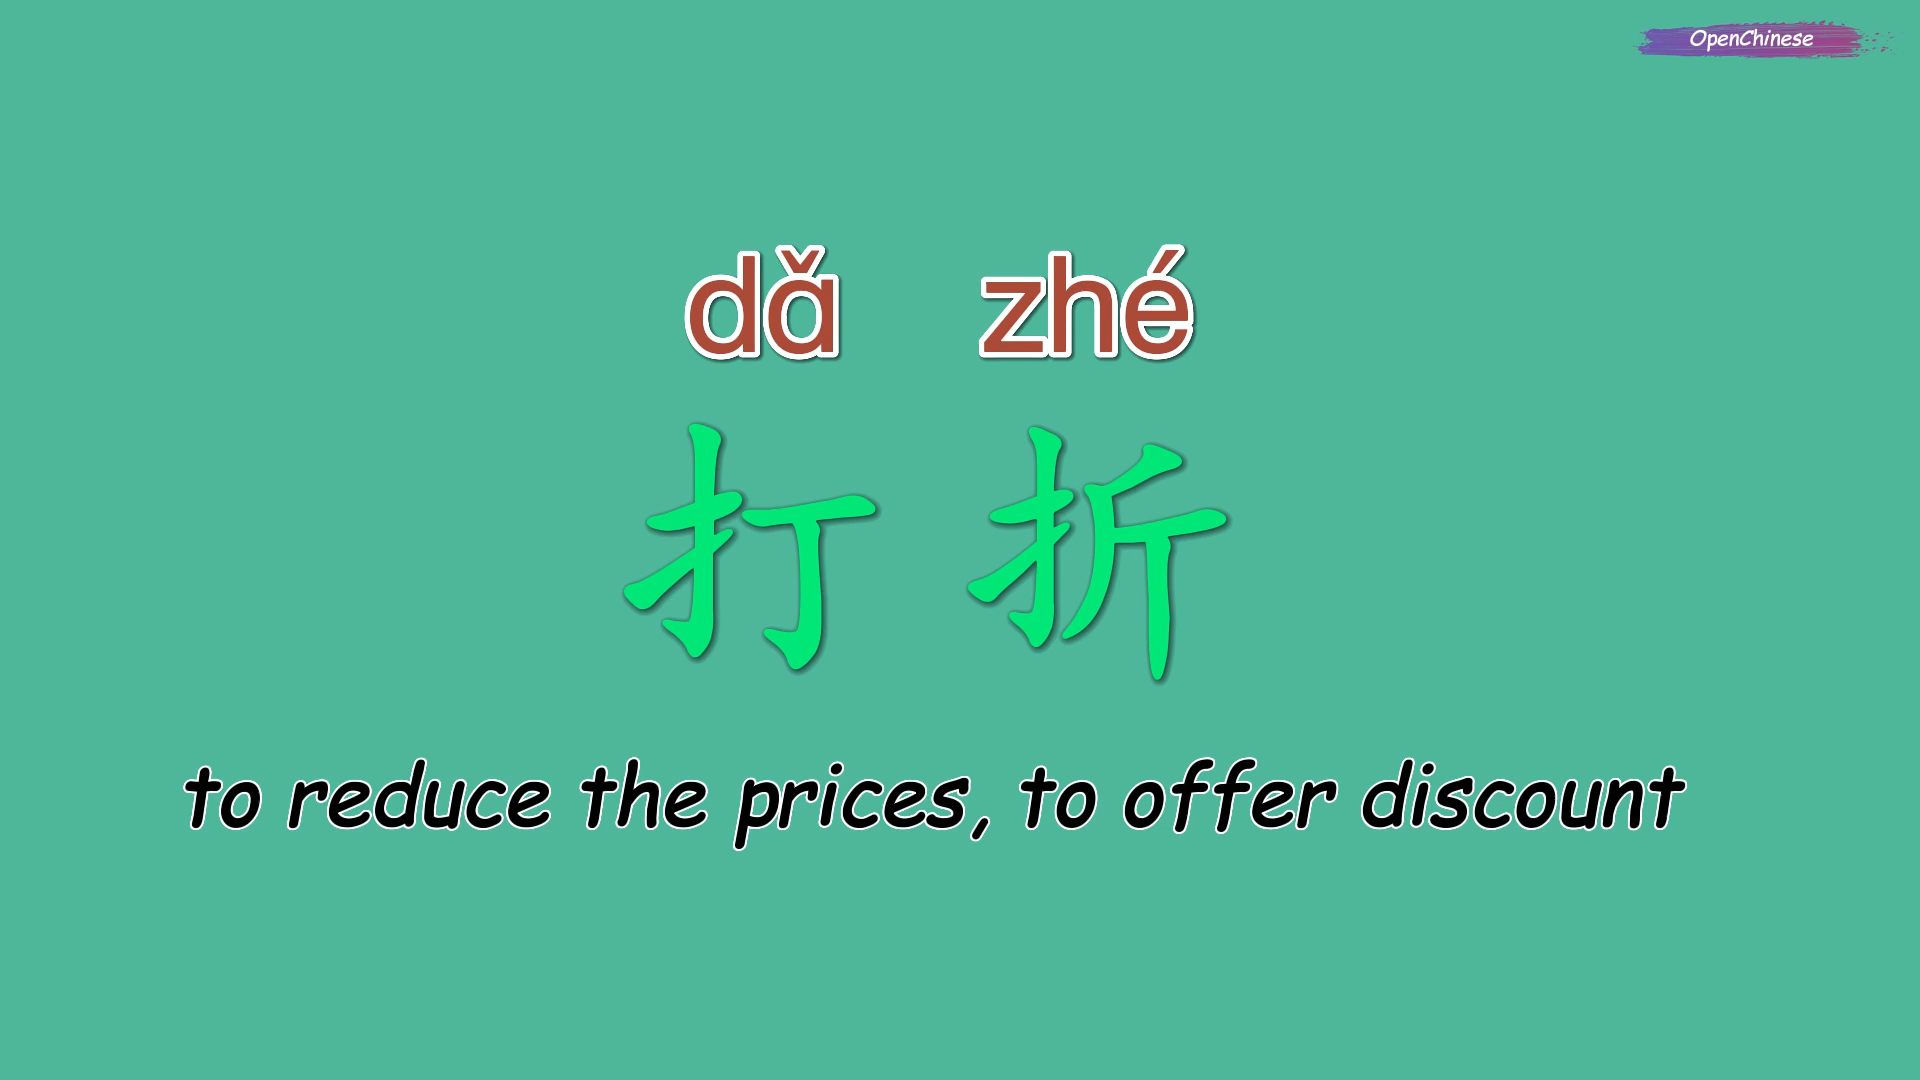 OpenChinese
dǎ zhé
打折
to reduce the prices, to offer discount